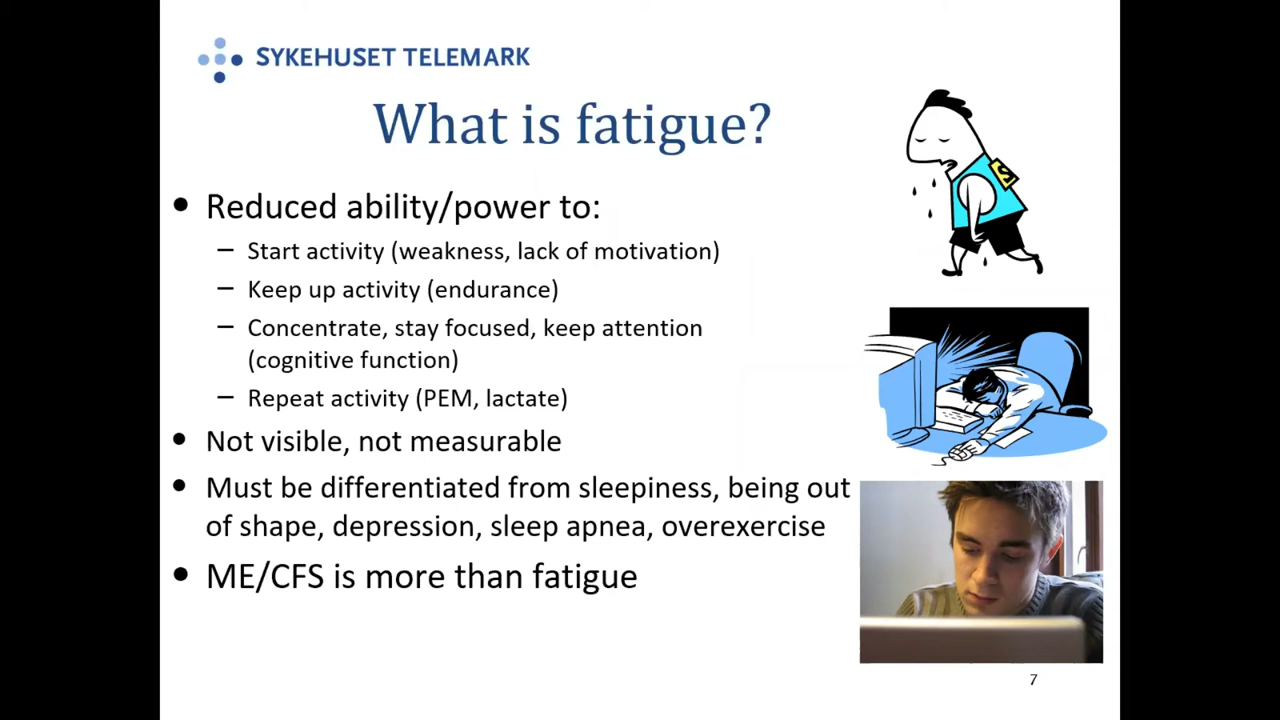 SYKEHUSET TELEMARK
What is fatigue?
• Reduced ability/power to:
– Start activity (weakness, lack of motivation)
– Keep up activity (endurance)
– Concentrate, stay focused, keep attention
(cognitive function)
– Repeat activity (PEM, lactate)
• Not visible, not measurable
• Must be differentiated from sleepiness, being out
of shape, depression, sleep apnea, overexercise
• ME/CFS is more than fatigue
7